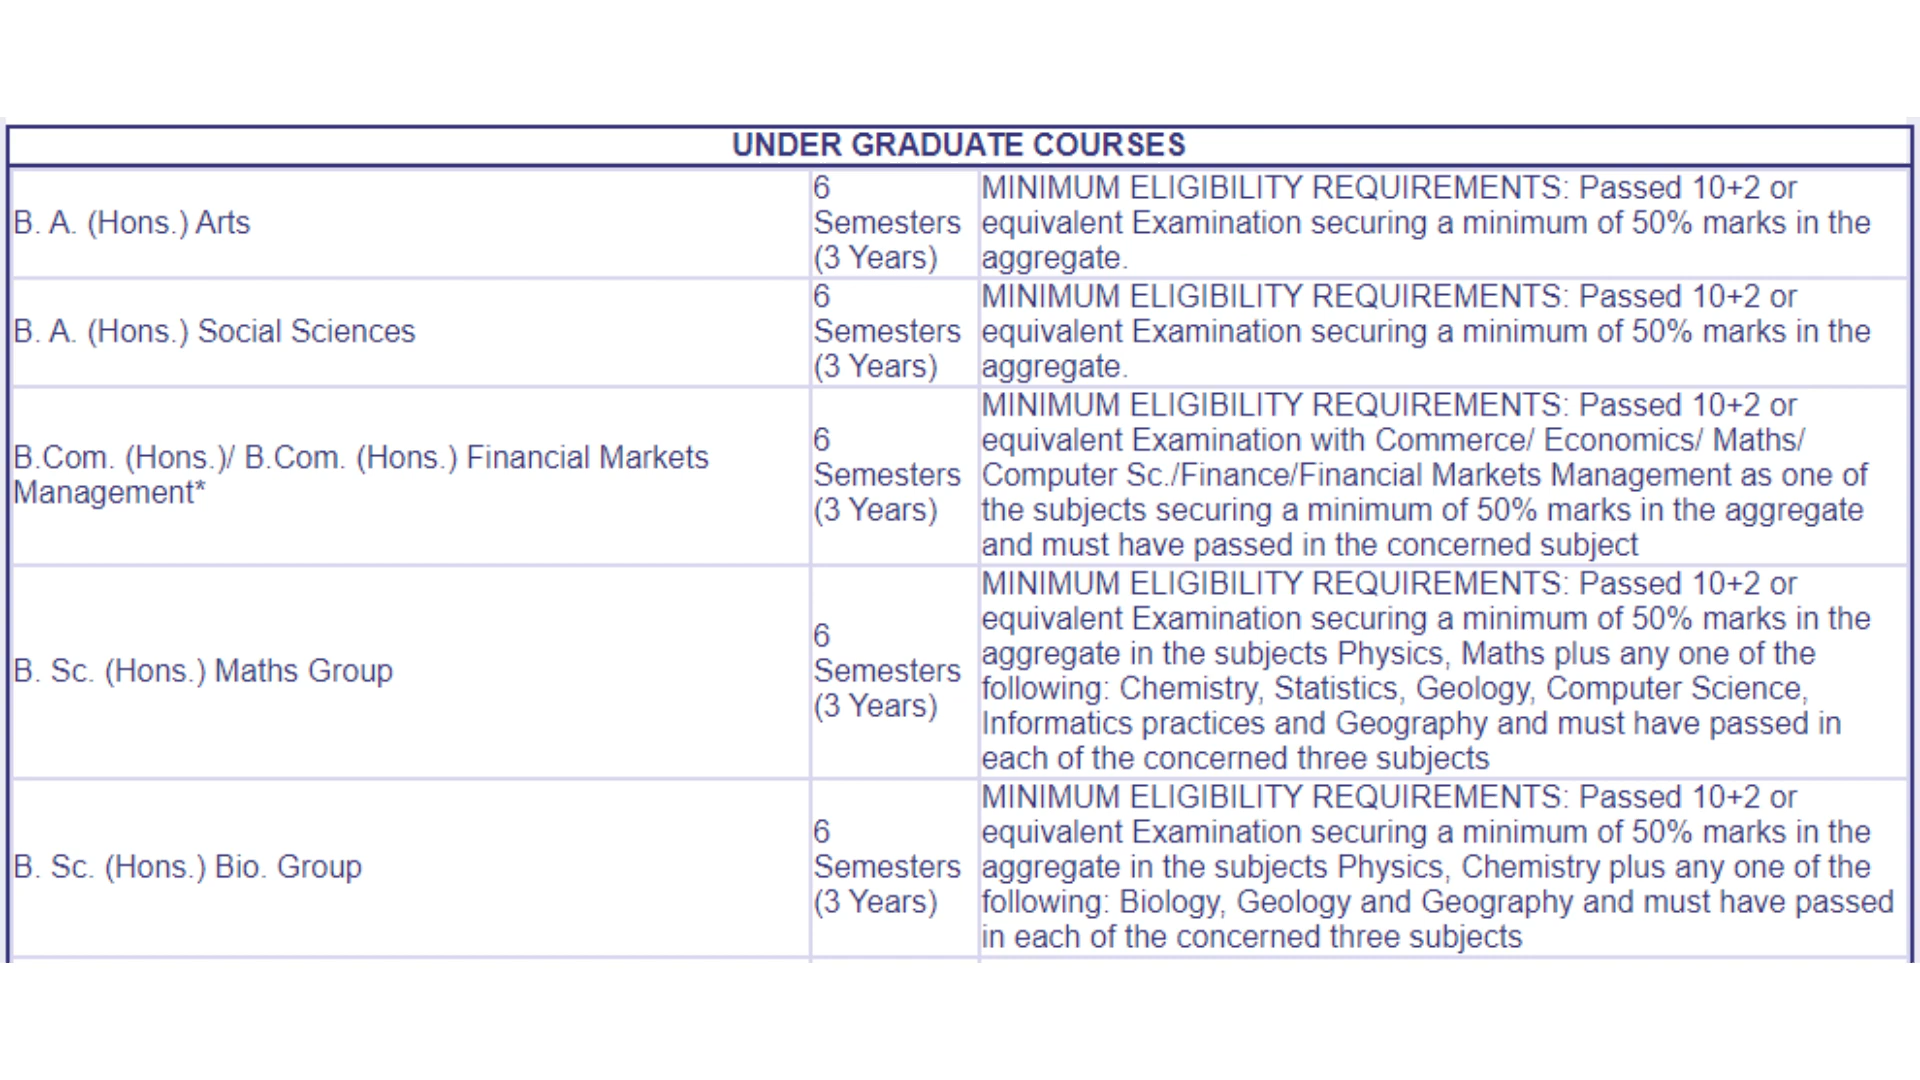 UNDER GRADUATE COURSES
B. A. (Hons.) Arts
6
Semesters
(3 Years)
MINIMUM ELIGIBILITY REQUIREMENTS: Passed 10+2 or
equivalent Examination securing a minimum of 50% marks in the
aggregate.
B. A. (Hons.) Social Sciences
6
Semesters
(3 Years)
MINIMUM ELIGIBILITY REQUIREMENTS: Passed 10+2 or
equivalent Examination securing a minimum of 50% marks in the
aggregate.
B.Com. (Hons.)/ B.Com. (Hons.) Financial Markets
Management*
6
Semesters
(3 Years)
MINIMUM ELIGIBILITY REQUIREMENTS: Passed 10+2 or
equivalent Examination with Commerce/ Economics/ Maths/
Computer Sc./Finance/Financial Markets Management as one of
the subjects securing a minimum of 50% marks in the aggregate
and must have passed in the concerned subject
B. Sc. (Hons.) Maths Group
6
Semesters
(3 Years)
MINIMUM ELIGIBILITY REQUIREMENTS: Passed 10+2 or
equivalent Examination securing a minimum of 50% marks in the
aggregate in the subjects Physics, Maths plus any one of the
following: Chemistry, Statistics, Geology, Computer Science,
Informatics practices and Geography and must have passed in
each of the concerned three subjects
B. Sc. (Hons.) Bio. Group
6
Semesters
(3 Years)
MINIMUM ELIGIBILITY REQUIREMENTS: Passed 10+2 or
equivalent Examination securing a minimum of 50% marks in the
aggregate in the subjects Physics, Chemistry plus any one of the
following: Biology, Geology and Geography and must have passed
in each of the concerned three subjects